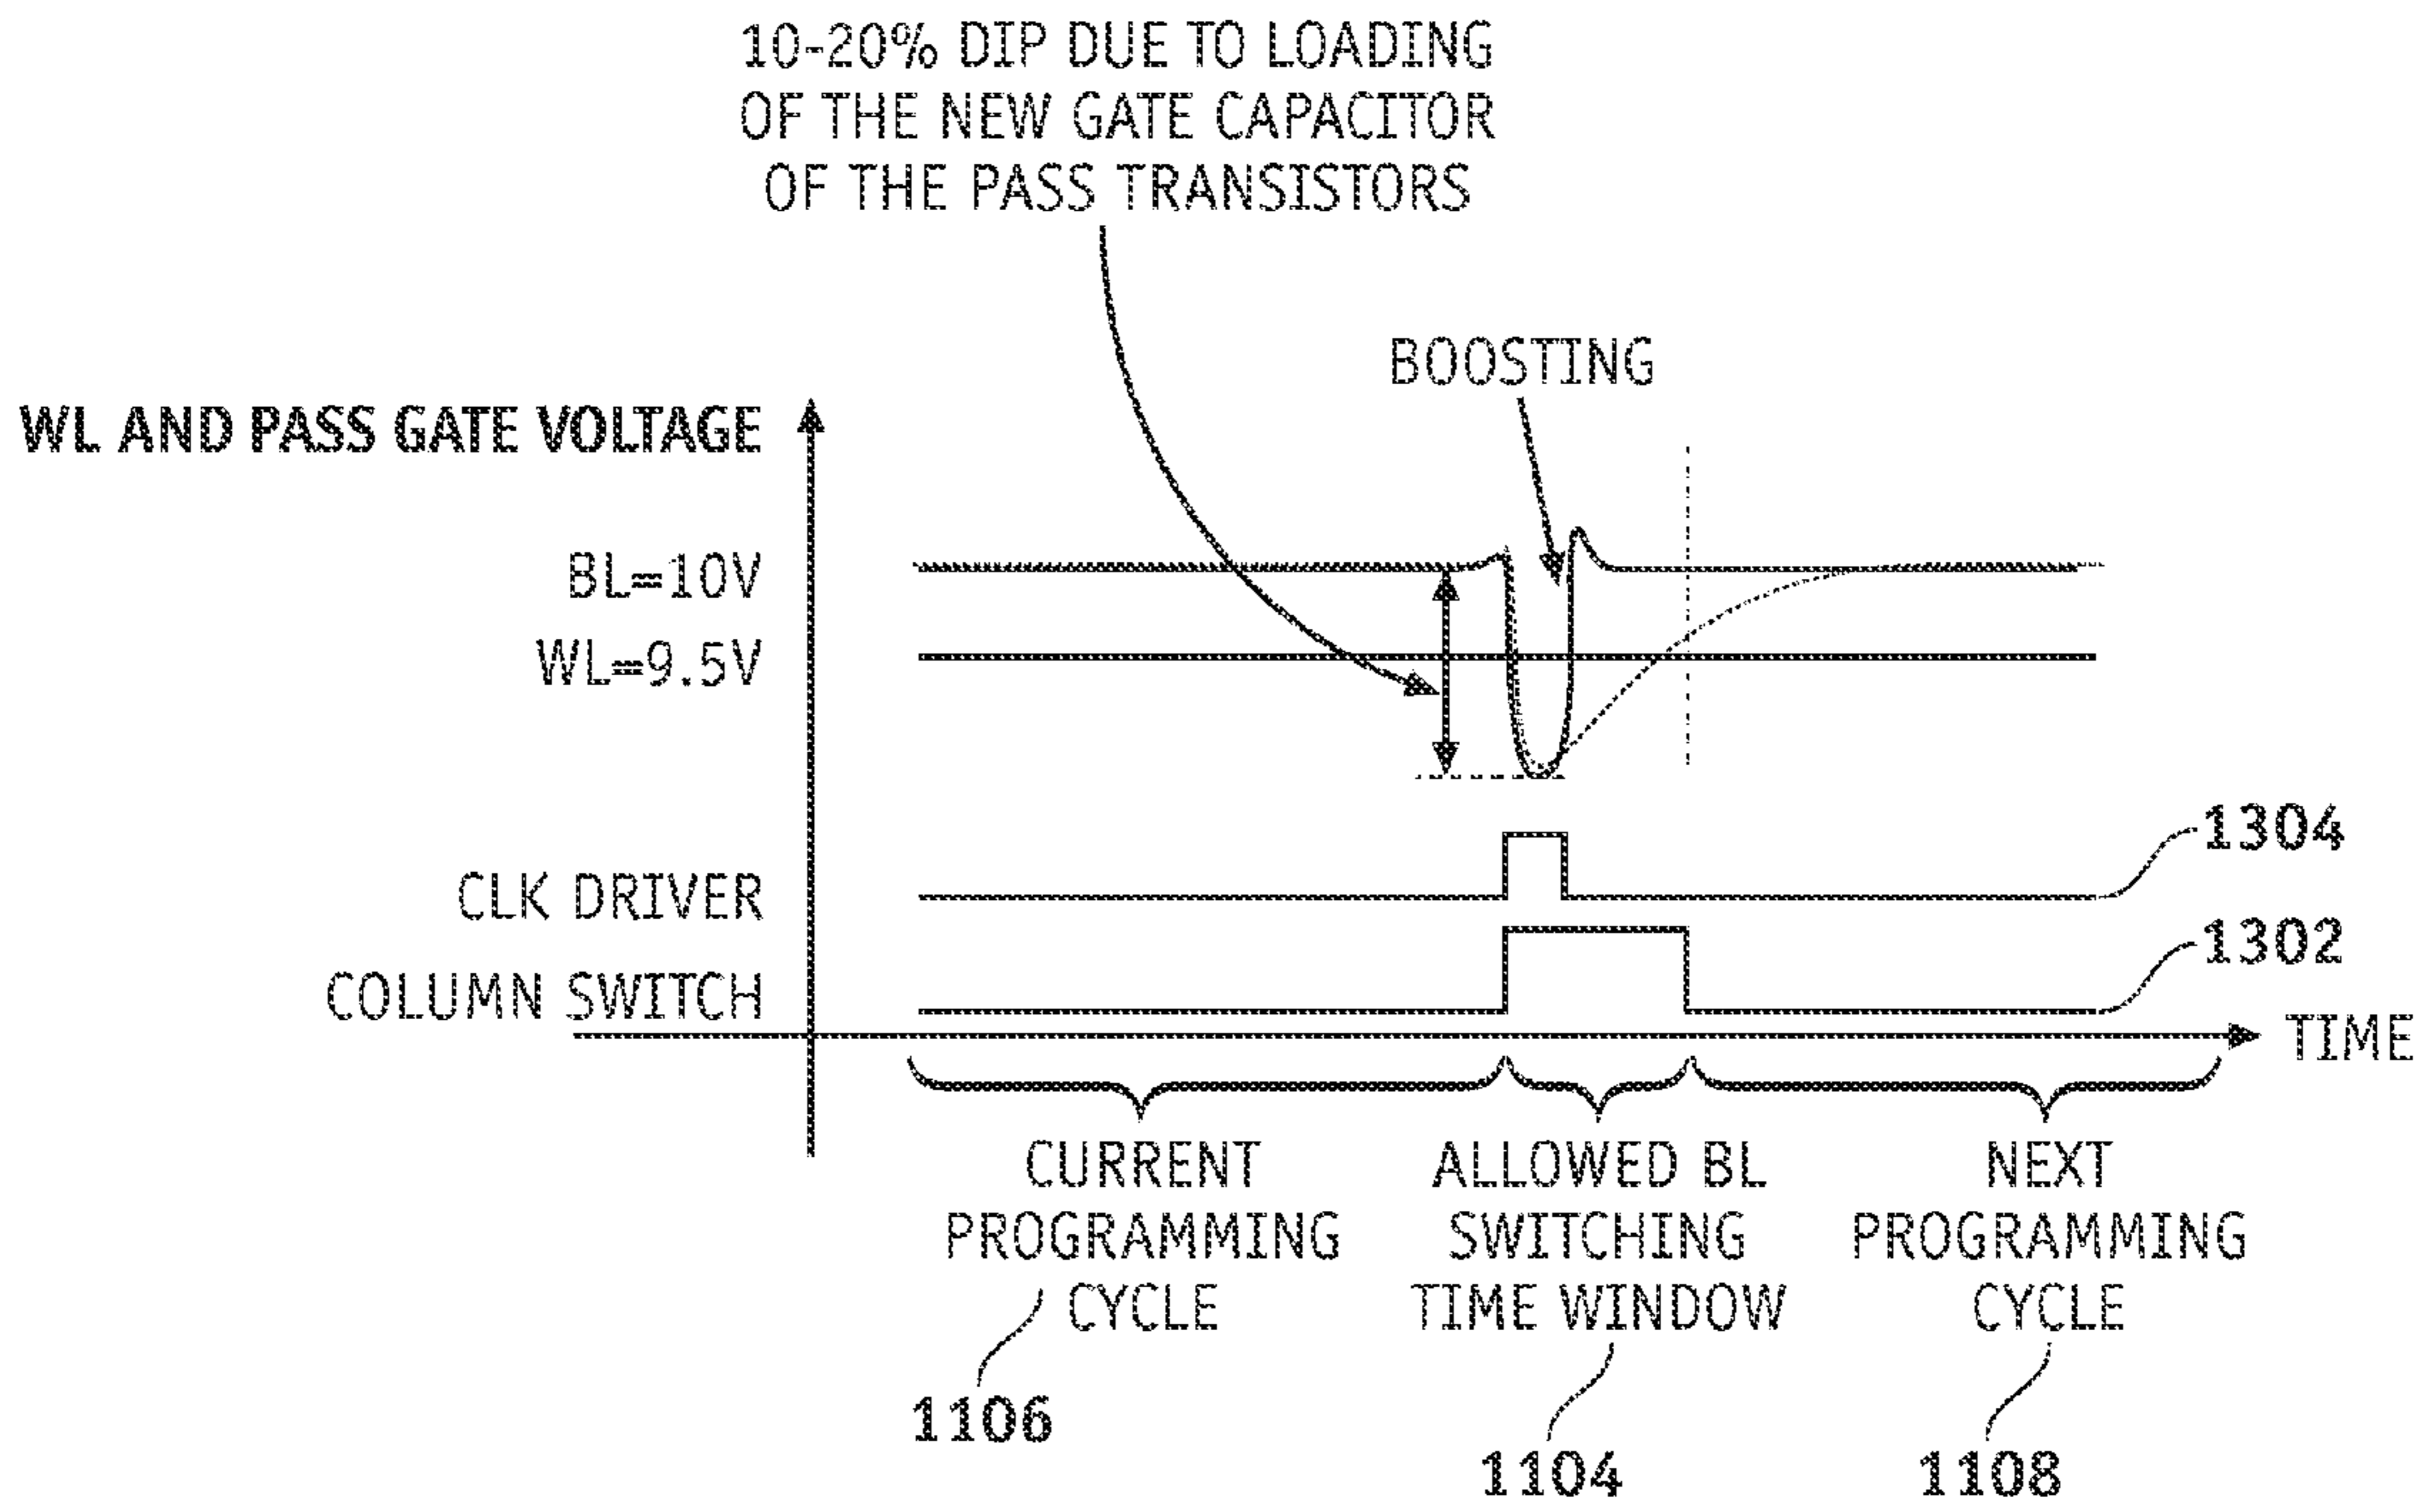 10-20% DIP DUE TO LOADING
OF THE NEW GATE CAPACITOR
OF THE PASS TRANSISTORS
BOOSTING
WL AND PASS GATE VOLTAGE
BL=10V
WL=9.5V
1304
CLK DRIVER
1302
COLUMN SWITCH
TIME
CURRENT
PROGRAMMING
CYCLE
1106
ALLOWED BL
SWITCHING
TIME WINDOW
1104
NEXT
PROGRAMMING
CYCLE
1108